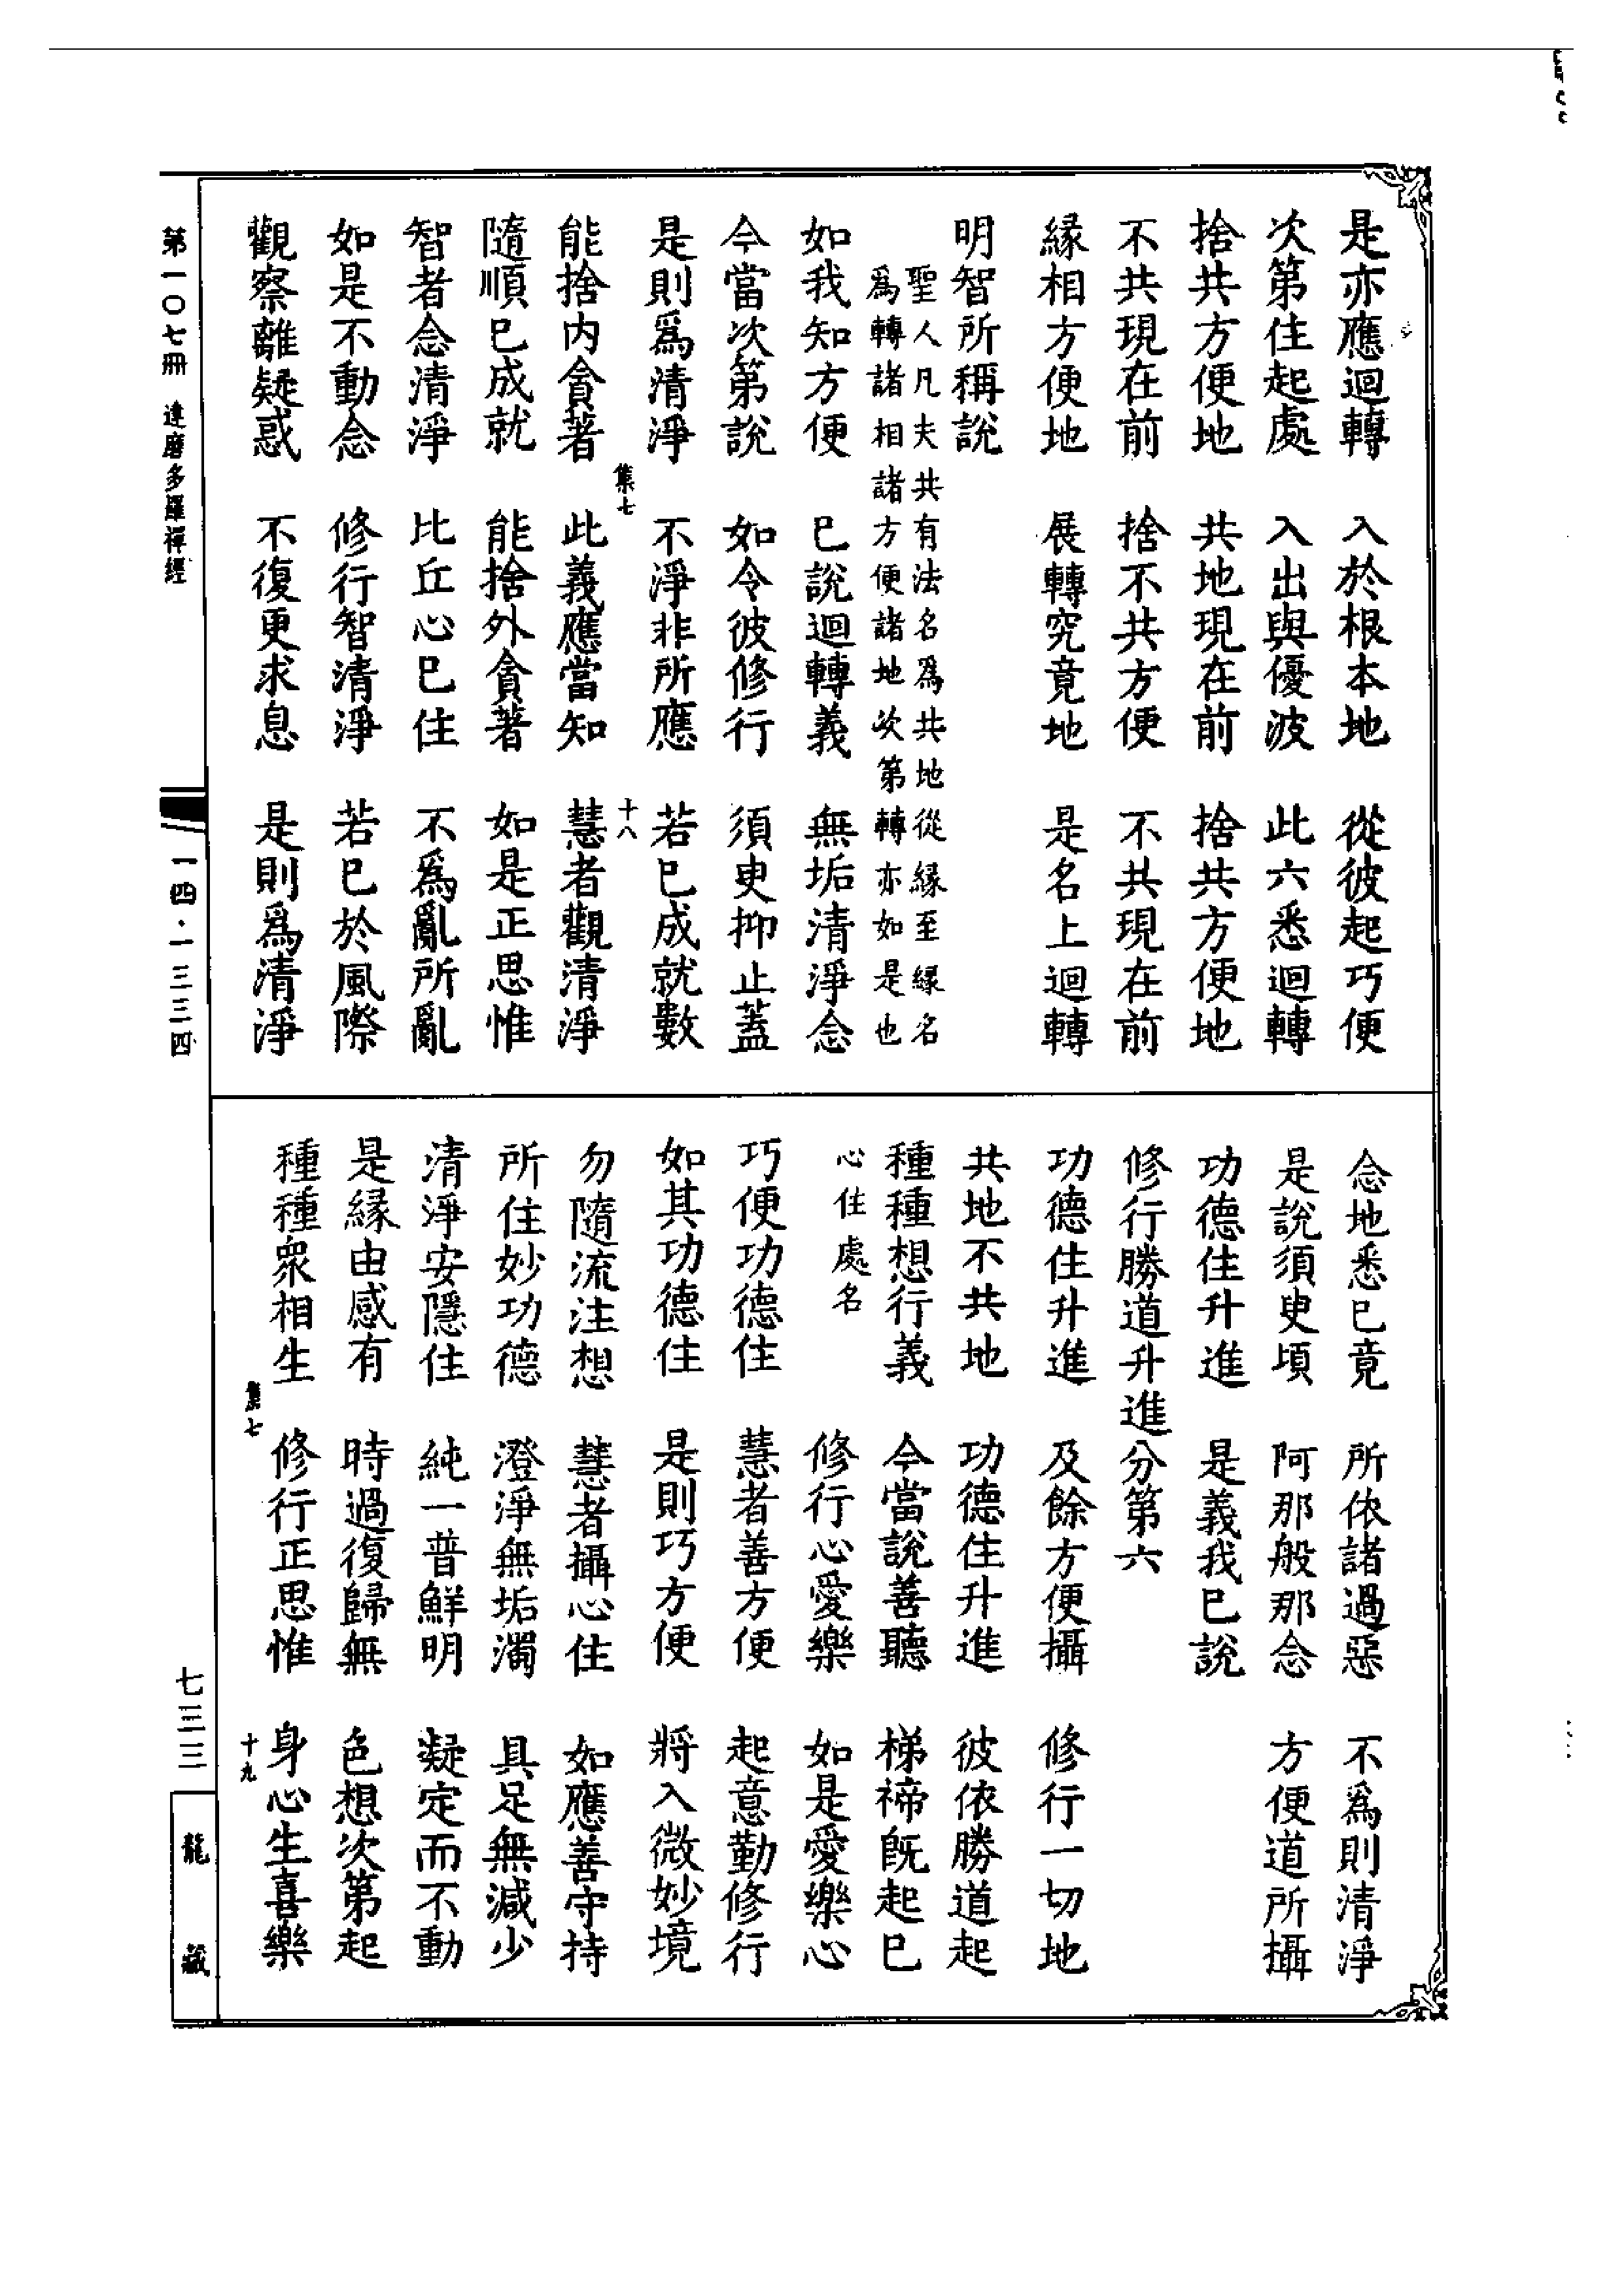 是亦應迴轉　入於根本地　從彼起巧便
次第住起處　入出與優波　此六悉迴轉
捨共方便地　共地現在前　捨共方便地
不共現在前　捨不共方便　不共現在前
緣相方便地　展轉究竟地　是名上迴轉
明智所稱說
聖人凡夫共有法名爲共地從緣至緣名
爲轉諸相諸方便諸地次第轉亦如是也
如我知方便　已說迴轉義　無垢清淨念
今當次第說　如令彼修行　須臾抑止蓋
是則爲清淨　不淨非所應　若已成就數
集七　十八
能捨內貪著　此義應當知　慧者觀清淨
隨順已成就　能捨外貪著　如是正思惟
智者念清淨　比丘心已住　不爲亂所亂
如是不動念　修行智清淨　若已於風際
觀察離疑惑　不復更求息　是則爲清淨
念地悉已竟　所依諸過惡　不爲則清淨
是說須臾頃　阿那般那念　方便道所攝
功德住升進　是義我已說
修行勝道升進分第六
功德住升進　及餘方便攝　修行一切地
共地不共地　功德住升進　彼依勝道起
種種想行義　今當說善聽　梯褅既起已
心住處名
修行心愛樂　如是愛樂心
巧便功德住　慧者善方便　起意勤修行
如其功德住　是則巧方便　將入微妙境
勿隨流注想　慧者攝心住　如應善守持
所住妙功德　澄淨無垢濁　具足無減少
清淨安隱住　純一普鮮明　凝定而不動
是緣由感有　時過復歸無　色想次第起
種種眾相生　修行正思惟　身心生喜樂
集七　十九
第一〇七冊　達磨多羅禪經
一四・一三三四
七三三
龍藏